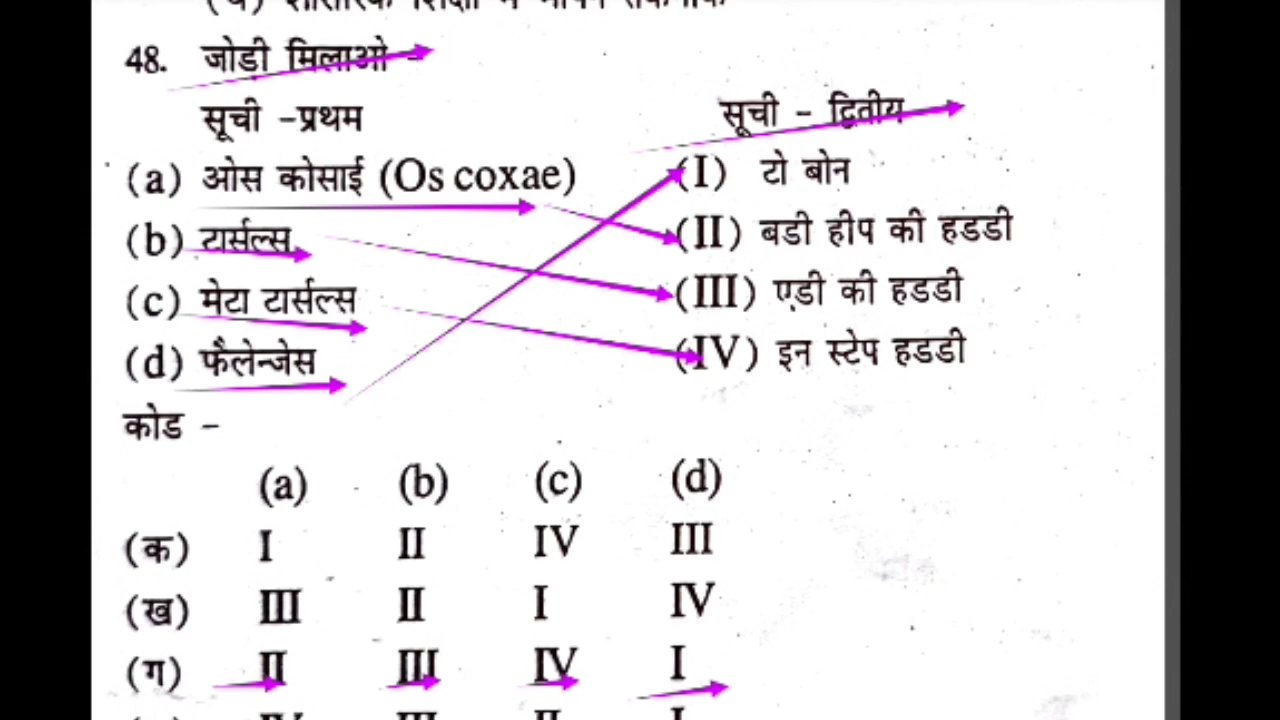 48. जोडी मिलाओ -
सूची -प्रथम सूची - द्वितीय
(a) ओस कोसाई (Os coxae) (I) टो बोन
(b) टार्सल्स (II) बडी हीप की हडडी
(c) मेटा टार्सल्स (III) एडी की हडडी
(d) फैलेन्जेस (IV) इन स्टेप हडडी
कोड -
(a) (b) (c) (d)
(क) I II IV III
(ख) III II I IV
(ग) II III IV I